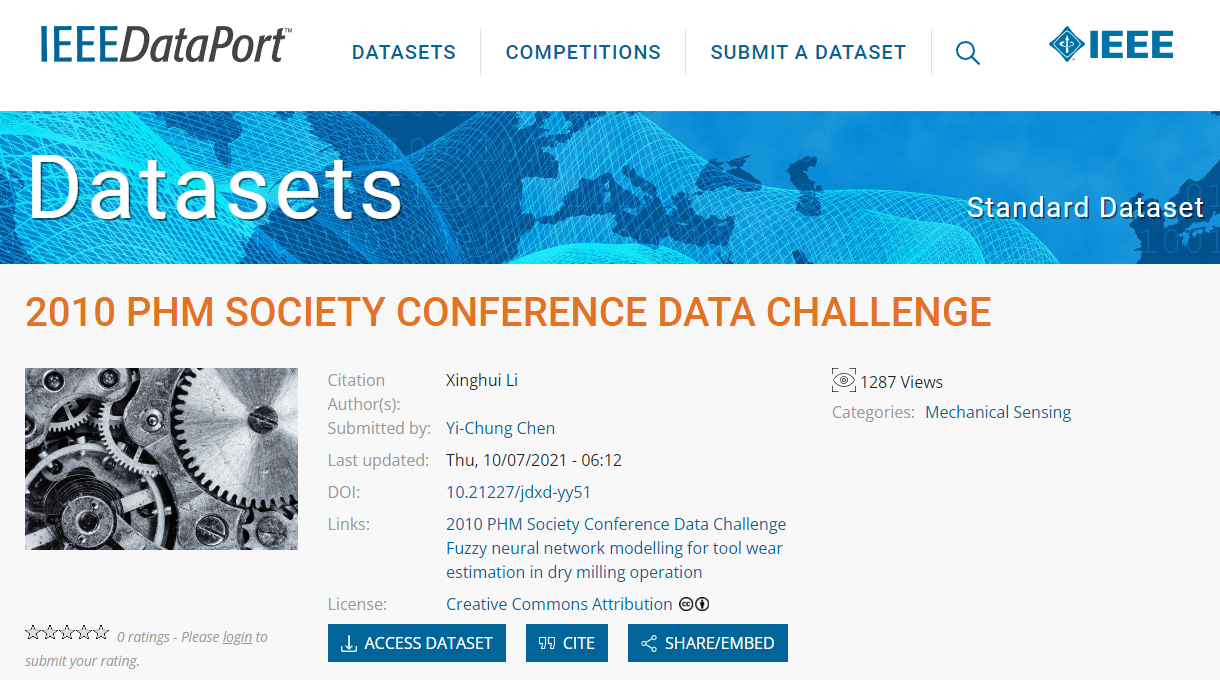 IEEEDataPort™
DATASETS
COMPETITIONS
SUBMIT A DATASET
IEEE
Datasets
Standard Dataset
2010 PHM SOCIETY CONFERENCE DATA CHALLENGE
Citation Author(s): Xinghui Li
Submitted by: Yi-Chung Chen
Last updated: Thu, 10/07/2021 - 06:12
DOI: 10.21227/jdxd-yy51
Links: 2010 PHM Society Conference Data Challenge
Fuzzy neural network modelling for tool wear
estimation in dry milling operation
License: Creative Commons Attribution
1287 Views
Categories: Mechanical Sensing
0 ratings - Please login to
submit your rating.
ACCESS DATASET
CITE
SHARE/EMBED